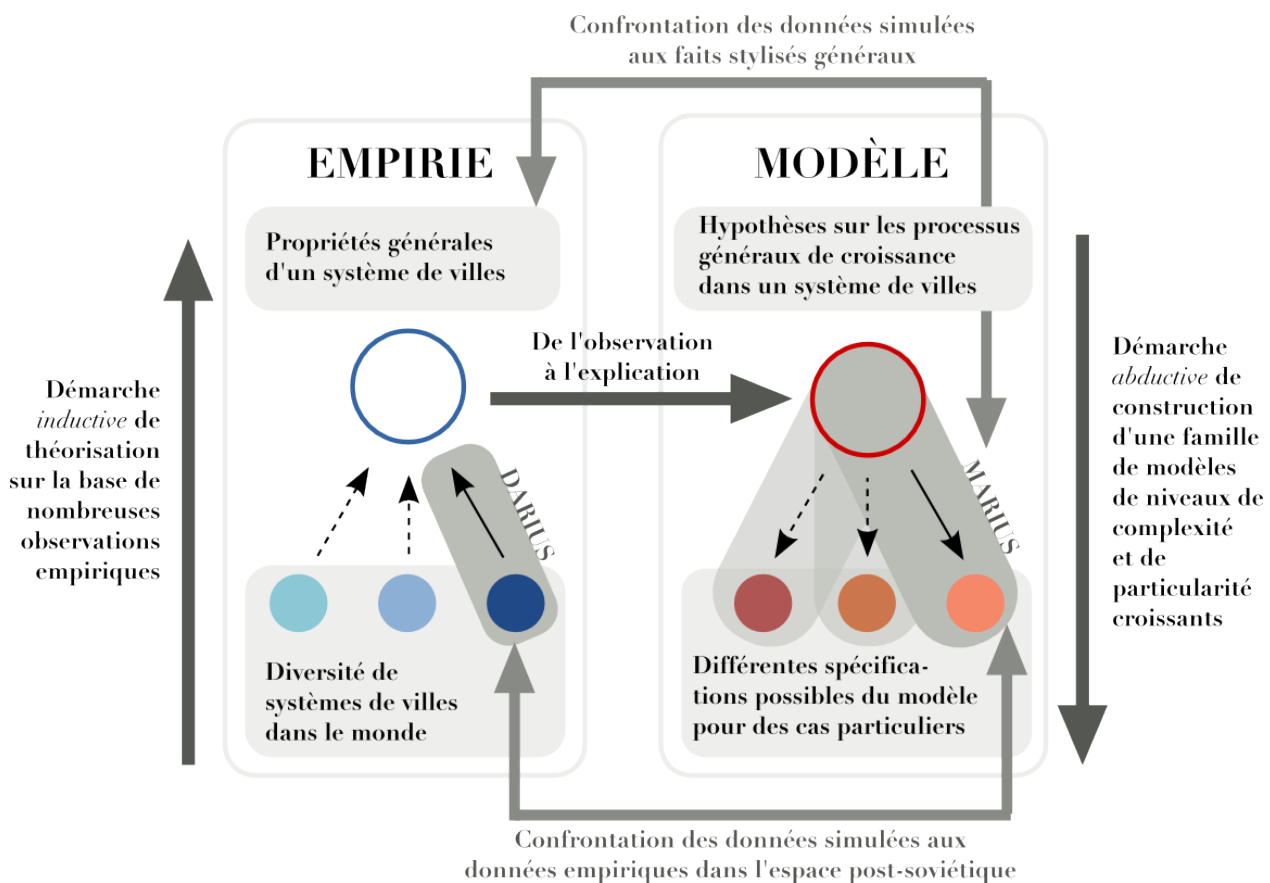 Confrontation des données simulées
aux faits stylisés généraux
EMPIRIE
MODÈLE
Propriétés générales
d'un système de villes
Hypothèses sur les processus
généraux de croissance
dans un système de villes
De l'observation
à l'explication
Démarche
inductive de
théorisation
sur la base de
nombreuses
observations
empiriques
Démarche
abductive de
construction
d'une famille
de modèles
de niveaux de
complexité
et de
particularité
croissants
DARIUS
MARIUS
Diversité de
systèmes de villes
dans le monde
Différentes spécifica-
tions possibles du modèle
pour des cas particuliers
Confrontation des données simulées aux
données empiriques dans l'espace post-soviétique